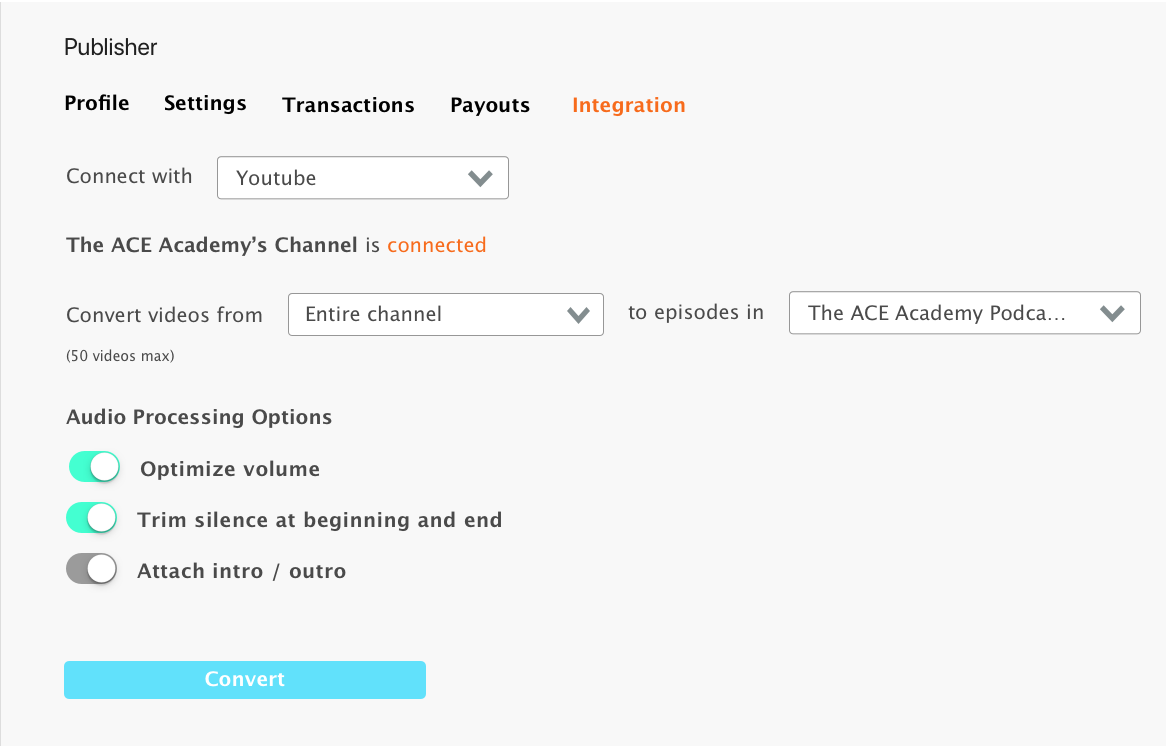 Publisher
Profile Settings Transactions Payouts Integration
Connect with Youtube
The ACE Academy’s Channel is connected
Convert videos from Entire channel to episodes in The ACE Academy Podca...
(50 videos max)
Audio Processing Options
Optimize volume
Trim silence at beginning and end
Attach intro / outro
Convert